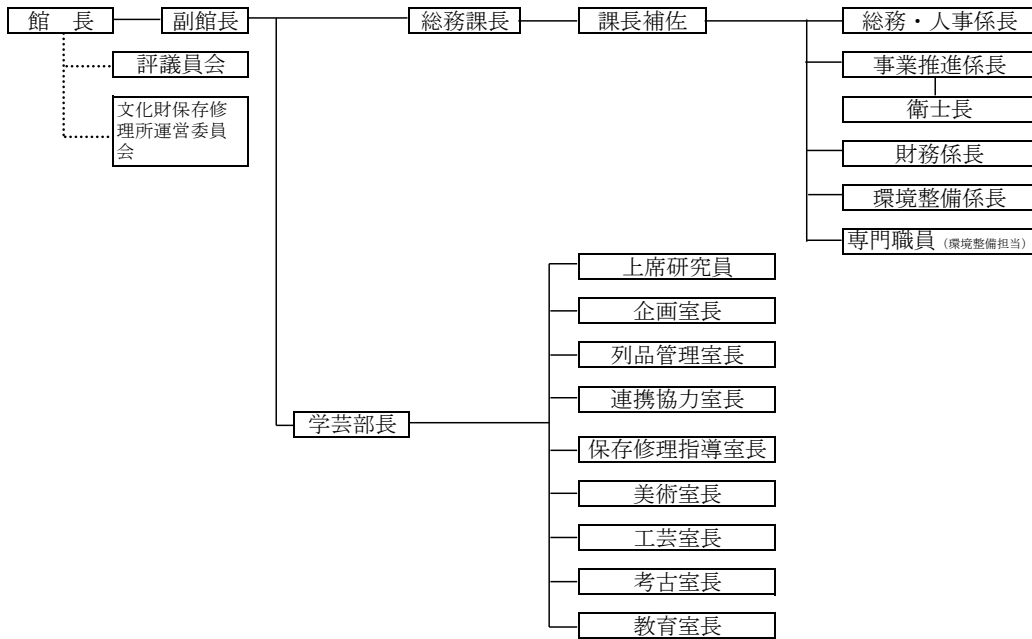 館　長
副館長
総務課長
課長補佐
総務・人事係長
評議員会
事業推進係長
文化財保存修
理所運営委員
会
衛士長
財務係長
環境整備係長
専門職員（環境整備担当）
上席研究員
企画室長
列品管理室長
連携協力室長
学芸部長
保存修理指導室長
美術室長
工芸室長
考古室長
教育室長